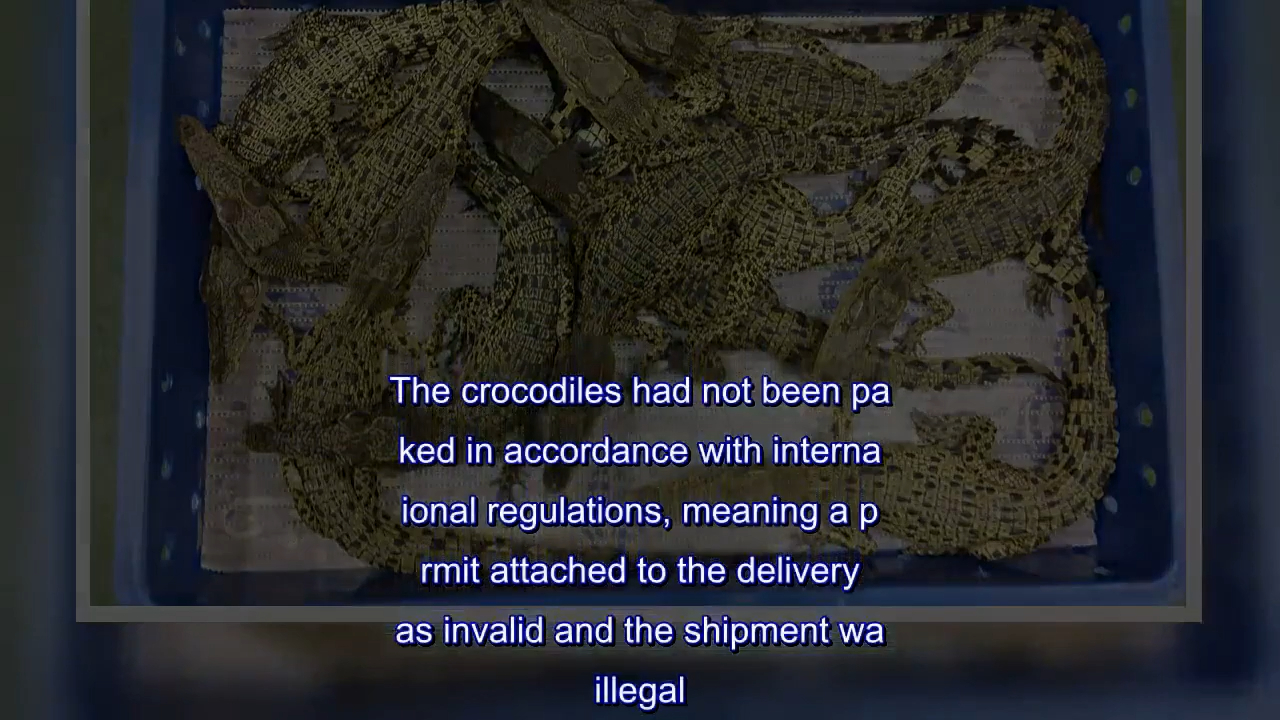 The crocodiles had not been pa
ked in accordance with interna
ional regulations, meaning a p
rmit attached to the delivery
as invalid and the shipment wa
illegal